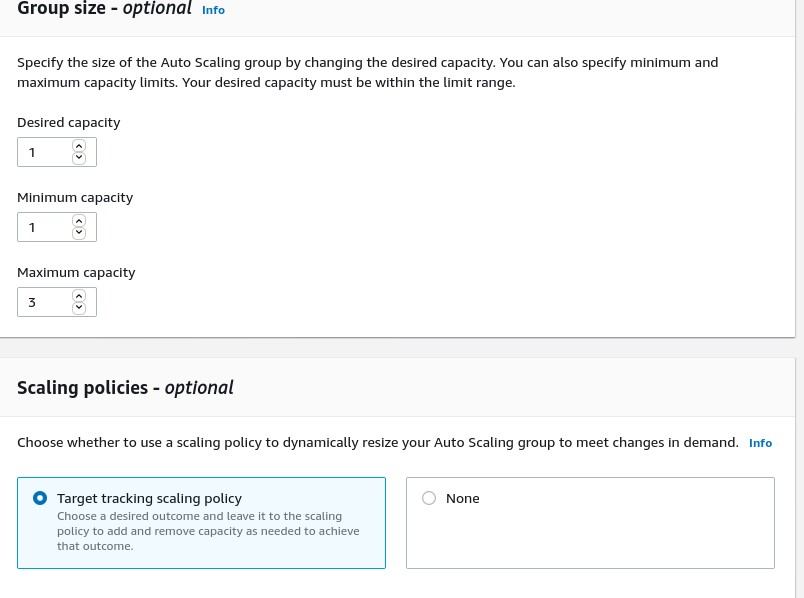 Group size - optional Info
Specify the size of the Auto Scaling group by changing the desired capacity. You can also specify minimum and
maximum capacity limits. Your desired capacity must be within the limit range.
Desired capacity
1
Minimum capacity
1
Maximum capacity
3
Scaling policies - optional
Choose whether to use a scaling policy to dynamically resize your Auto Scaling group to meet changes in demand. Info
Target tracking scaling policy
Choose a desired outcome and leave it to the scaling
policy to add and remove capacity as needed to achieve
that outcome.
None